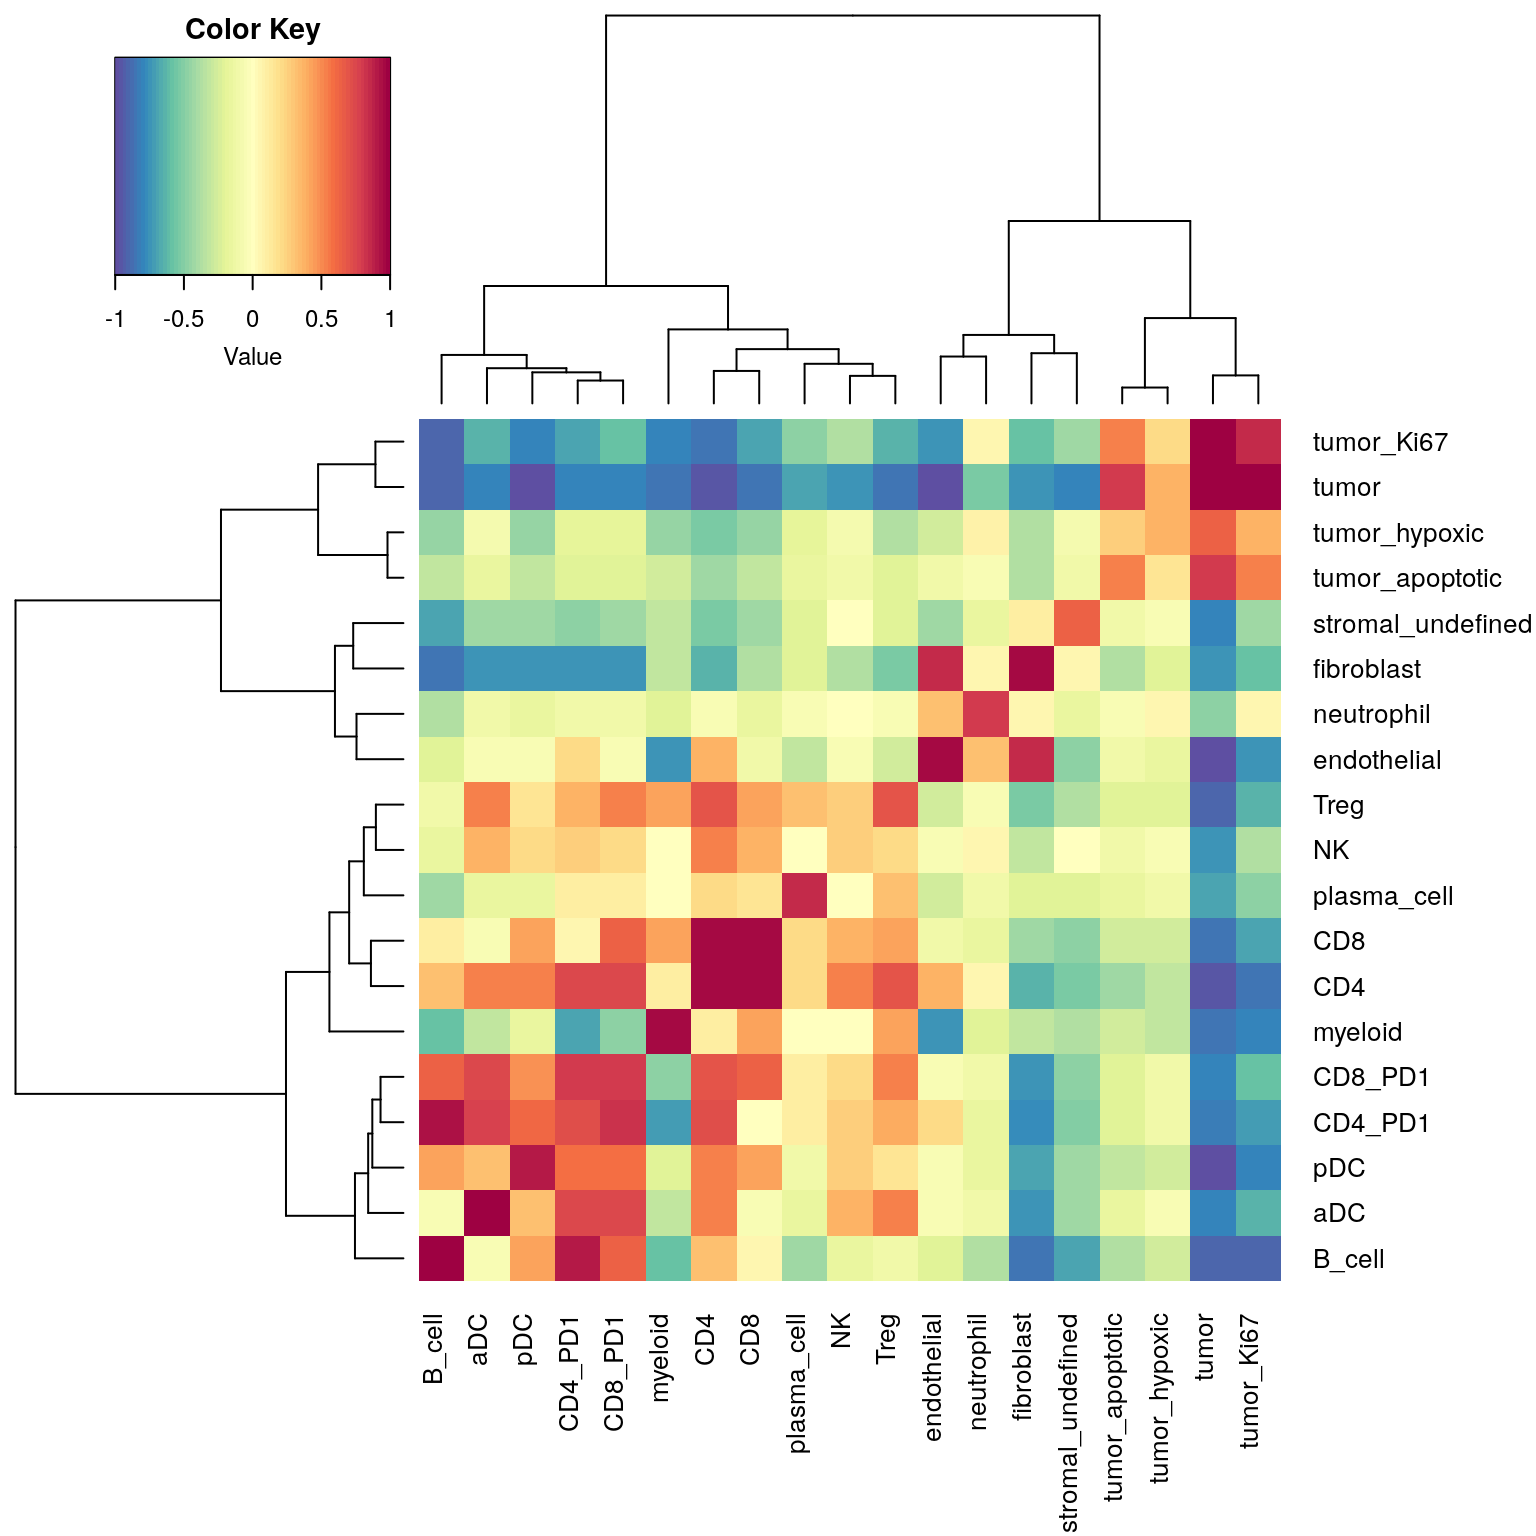 Color Key
-1 -0.5 0 0.5 1
Value
tumor_Ki67
tumor
tumor_hypoxic
tumor_apoptotic
stromal_undefined
fibroblast
neutrophil
endothelial
Treg
NK
plasma_cell
CD8
CD4
myeloid
CD8_PD1
CD4_PD1
pDC
aDC
B_cell
B_cell
aDC
pDC
CD4_PD1
CD8_PD1
myeloid
CD4
CD8
plasma_cell
NK
Treg
endothelial
neutrophil
fibroblast
stromal_undefined
tumor_apoptotic
tumor_hypoxic
tumor
tumor_Ki67